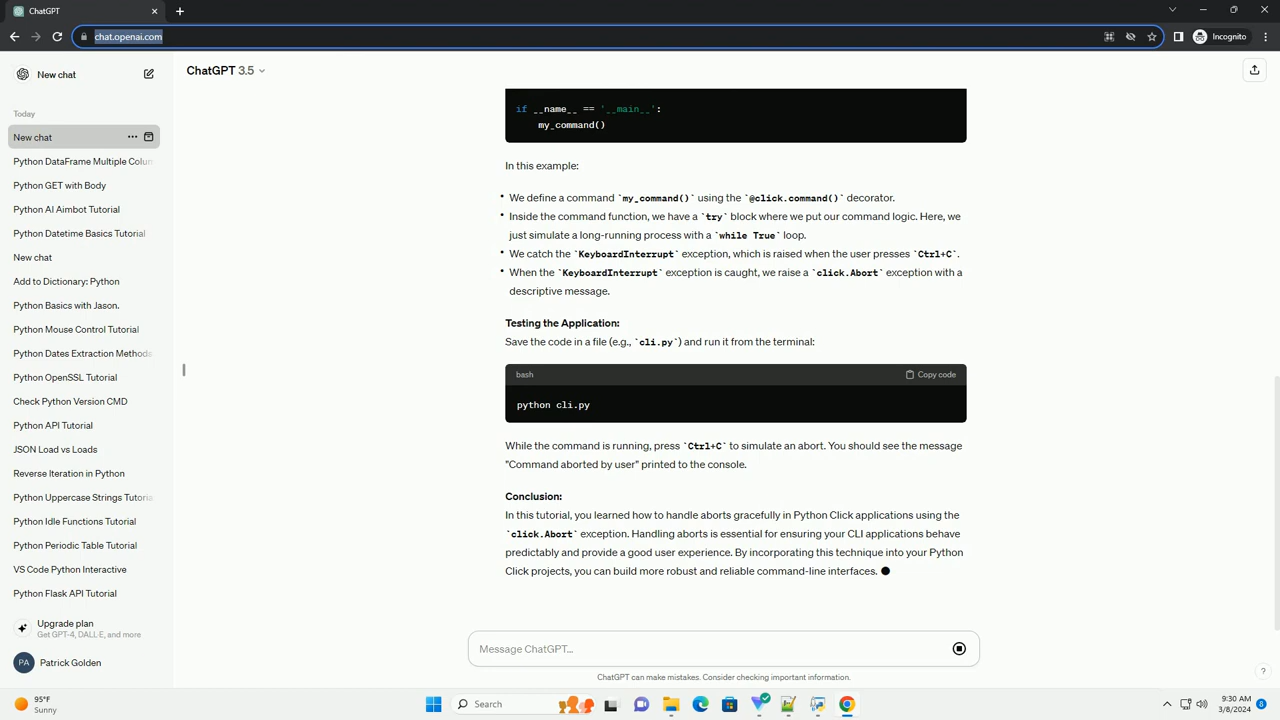 ChatGPT
chat.openai.com
Incognito
New chat
ChatGPT 3.5
Today
New chat
Python DataFrame Multiple Colum
Python GET with Body
Python AI Aimbot Tutorial
Python Datetime Basics Tutorial
New chat
Add to Dictionary: Python
Python Basics with Jason.
Python Mouse Control Tutorial
Python Dates Extraction Methods
Python OpenSSL Tutorial
Check Python Version CMD
Python API Tutorial
JSON Load vs Loads
Reverse Iteration in Python
Python Uppercase Strings Tutoria
Python Idle Functions Tutorial
Python Periodic Table Tutorial
VS Code Python Interactive
Python Flask API Tutorial
Upgrade plan
Get GPT-4, DALL·E, and more
PA
Patrick Golden
if __name__ == '__main__':
my_command()
In this example:
• We define a command `my_command()` using the `@click.command()` decorator.
• Inside the command function, we have a `try` block where we put our command logic. Here, we
just simulate a long-running process with a `while True` loop.
• We catch the `KeyboardInterrupt` exception, which is raised when the user presses `Ctrl+C`.
• When the `KeyboardInterrupt` exception is caught, we raise a `click.Abort` exception with a
descriptive message.
Testing the Application:
Save the code in a file (e.g., `cli.py`) and run it from the terminal:
bash
Copy code
python cli.py
While the command is running, press `Ctrl+C` to simulate an abort. You should see the message
"Command aborted by user" printed to the console.
Conclusion:
In this tutorial, you learned how to handle aborts gracefully in Python Click applications using the
`click.Abort` exception. Handling aborts is essential for ensuring your CLI applications behave
predictably and provide a good user experience. By incorporating this technique into your Python
Click projects, you can build more robust and reliable command-line interfaces.
Message ChatGPT...
ChatGPT can make mistakes. Consider checking important information.
?
95°F
Sunny
Search
9:30 AM
3/8/2024
6